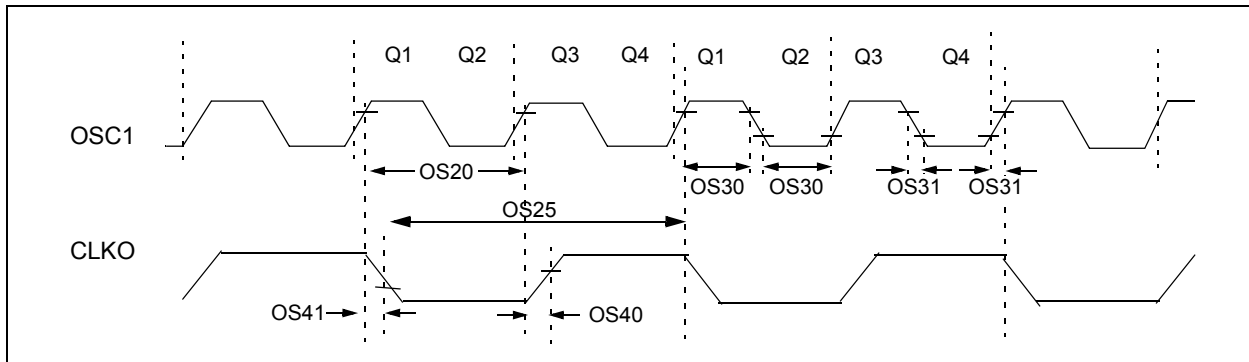 Q1 Q2 Q3 Q4 Q1 Q2 Q3 Q4
OSC1
OS20 OS30 OS30 OS31 OS31
OS25
CLKO
OS41 OS40